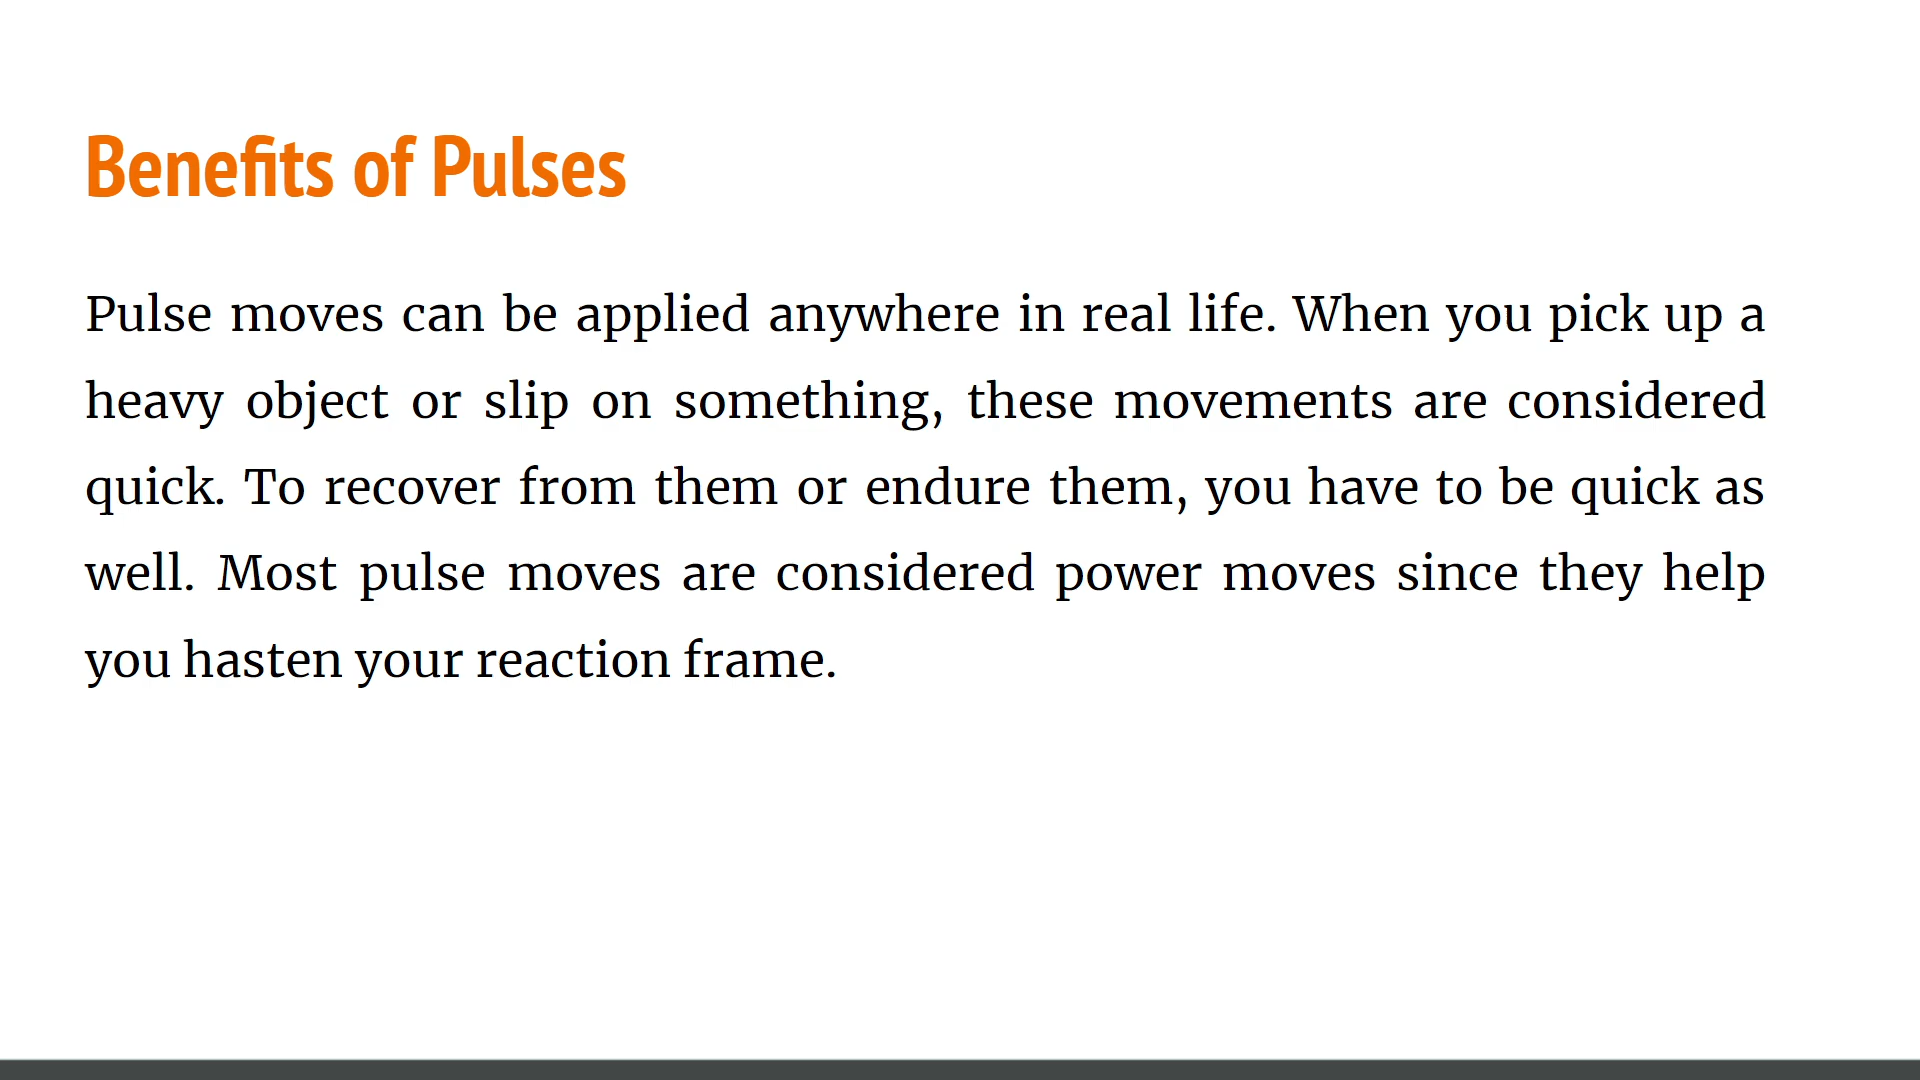 Benefits of Pulses
Pulse moves can be applied anywhere in real life. When you pick up a
heavy object or slip on something, these movements are considered
quick. To recover from them or endure them, you have to be quick as
well. Most pulse moves are considered power moves since they help
you hasten your reaction frame.